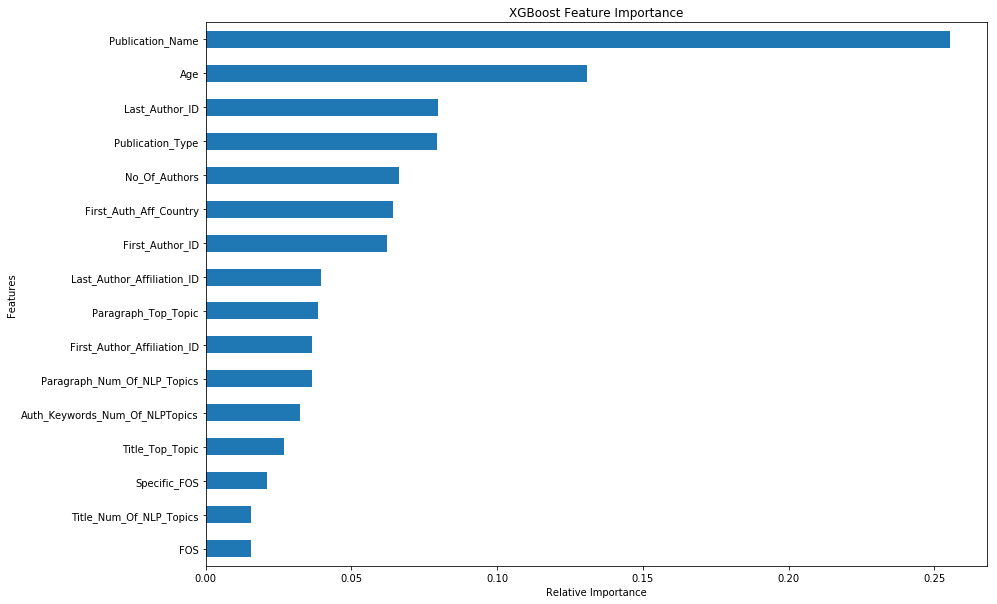 XGBoost Feature Importance
Publication_Name
Age
Last_Author_ID
Publication_Type
No_Of_Authors
First_Auth_Aff_Country
First_Author_ID
Last_Author_Affiliation_ID
Paragraph_Top_Topic
First_Author_Affiliation_ID
Paragraph_Num_Of_NLP_Topics
Auth_Keywords_Num_Of_NLPTopics
Title_Top_Topic
Specific_FOS
Title_Num_Of_NLP_Topics
FOS
Features
0.00 0.05 0.10 0.15 0.20 0.25
Relative Importance